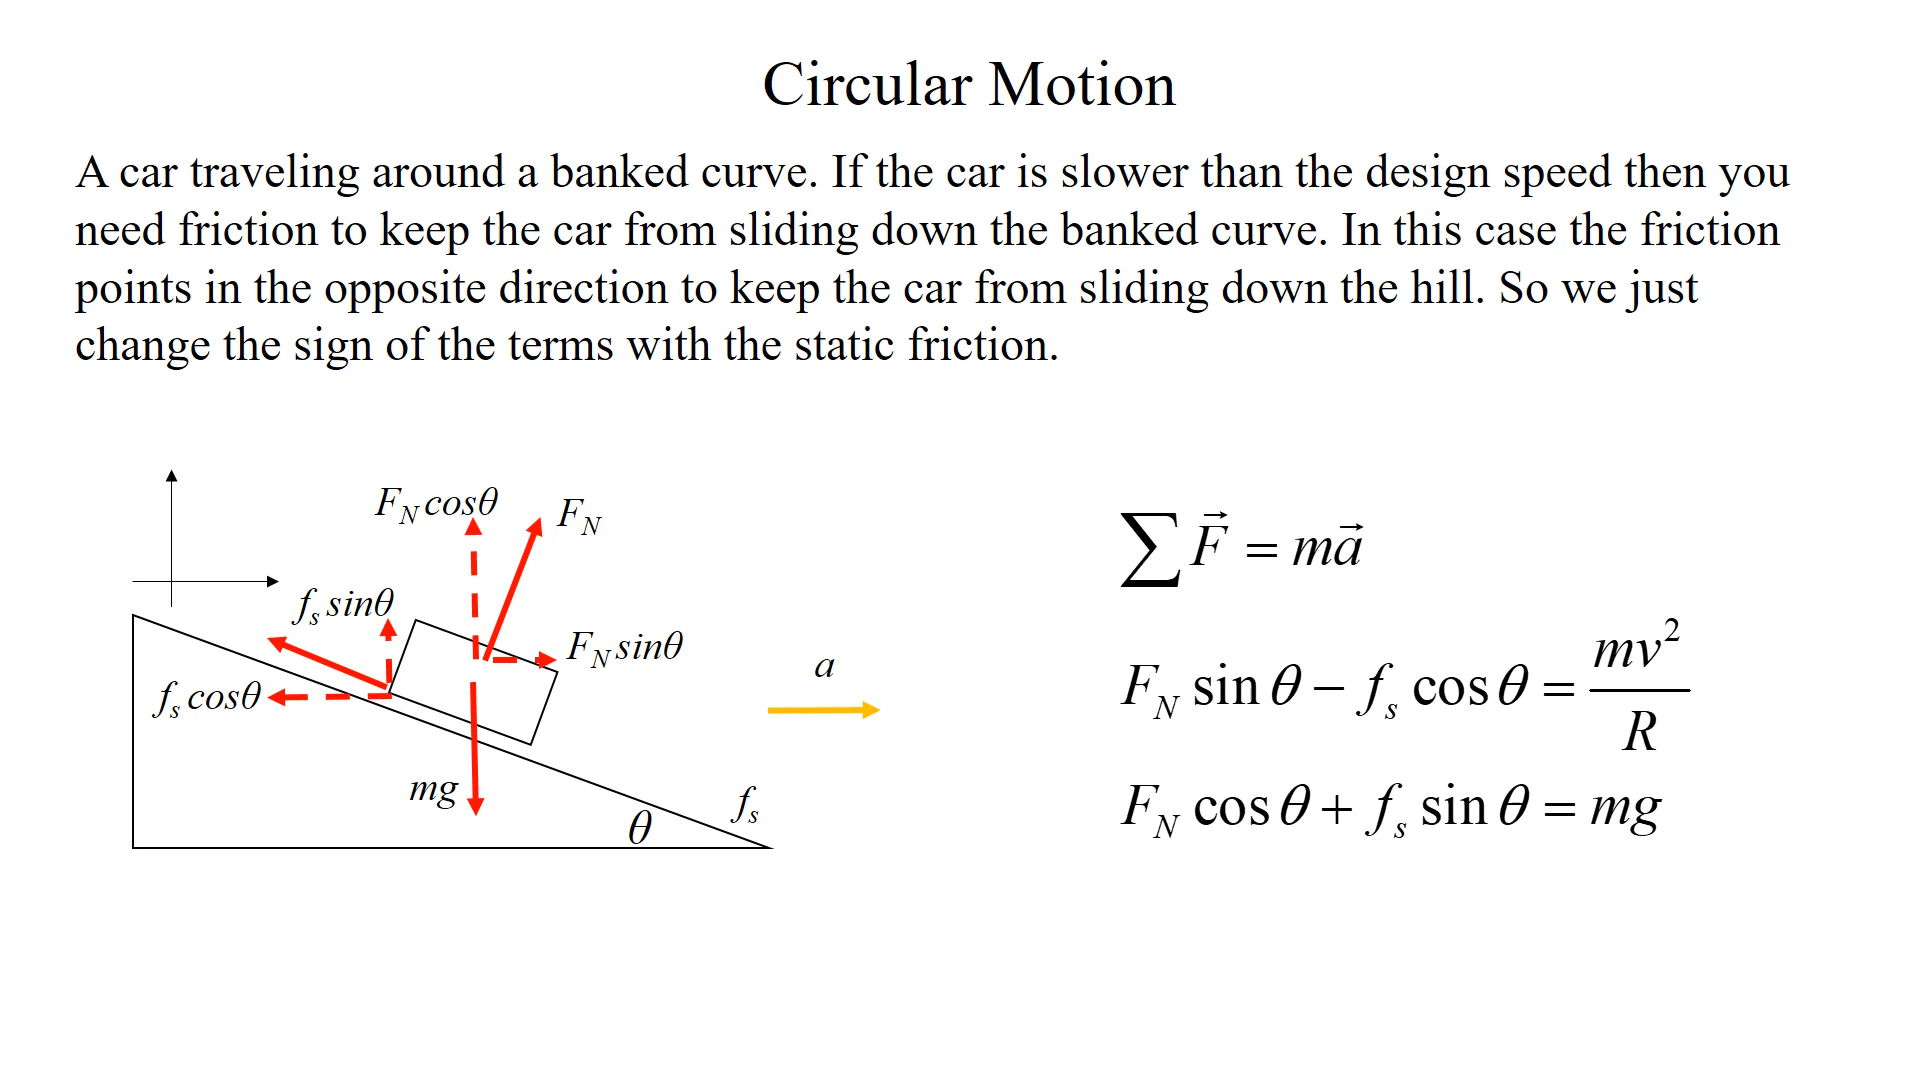 Circular Motion
A car traveling around a banked curve. If the car is slower than the design speed then you
need friction to keep the car from sliding down the banked curve. In this case the friction
points in the opposite direction to keep the car from sliding down the hill. So we just
change the sign of the terms with the static friction.
F_N cosθ
F_N
f_s sinθ
F_N sinθ
f_s cosθ
a
mg
θ
f_s
∑F⃗ = ma⃗
F_N sin θ − f_s cos θ = mv²/R
F_N cos θ + f_s sin θ = mg